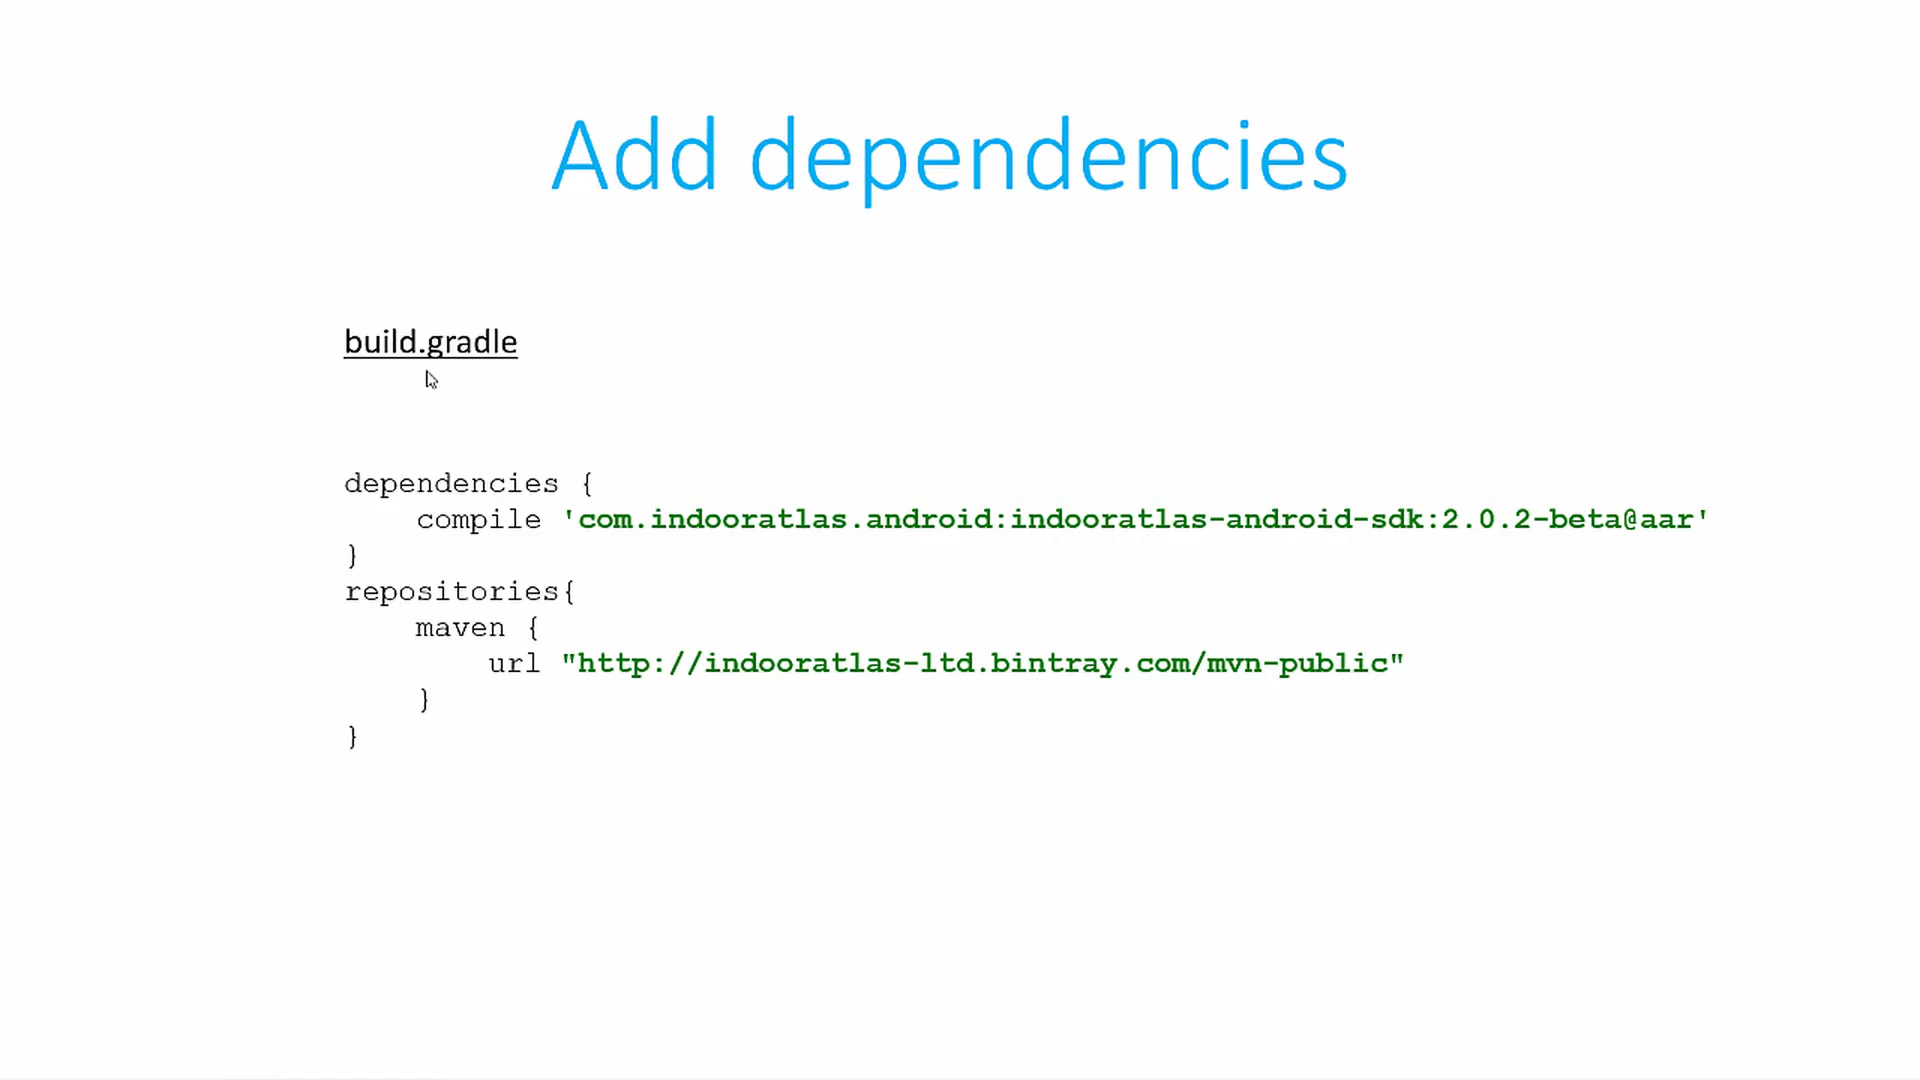 Add dependencies
build.gradle
dependencies {
    compile 'com.indooratlas.android:indooratlas-android-sdk:2.0.2-beta@aar'
}
repositories{
    maven {
        url "http://indooratlas-ltd.bintray.com/mvn-public"
    }
}